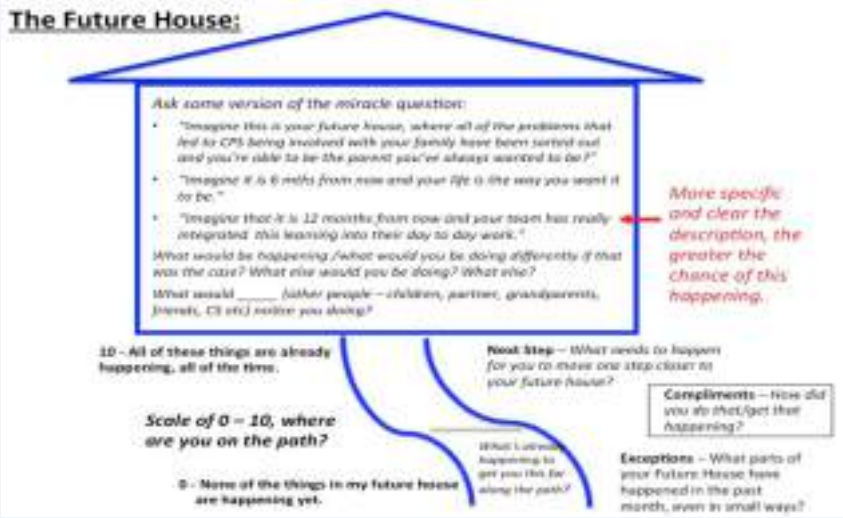 The Future House:
Ask some version of the miracle question:
• "Imagine this is your future house, where all of the problems that
led to CPS being involved with your family have been sorted out
and you're able to be the parent you've always wanted to be?"
• "Imagine it is 6 mths from now and your life is the way you want it
to be."
• "Imagine that it is 12 months from now and your team has really
integrated this learning into their day to day work."
What would be happening /what would you be doing differently if that
was the case? What else would you be doing? What else?
What would _____ (other people – children, partner, grandparents,
friends, CS etc) notice you doing?
More specific
and clear the
description, the
greater the
chance of this
happening.
10 - All of these things are already
happening, all of the time.
Scale of 0 – 10, where
are you on the path?
0 - None of the things in my future house
are happening yet.
Next Step – What needs to happen
for you to move one step closer to
your future house?
What's already
happening to
get you this far
along the path?
Compliments – How did
you do that/get that
happening?
Exceptions – What parts of
your Future House have
happened in the past
month, even in small ways?